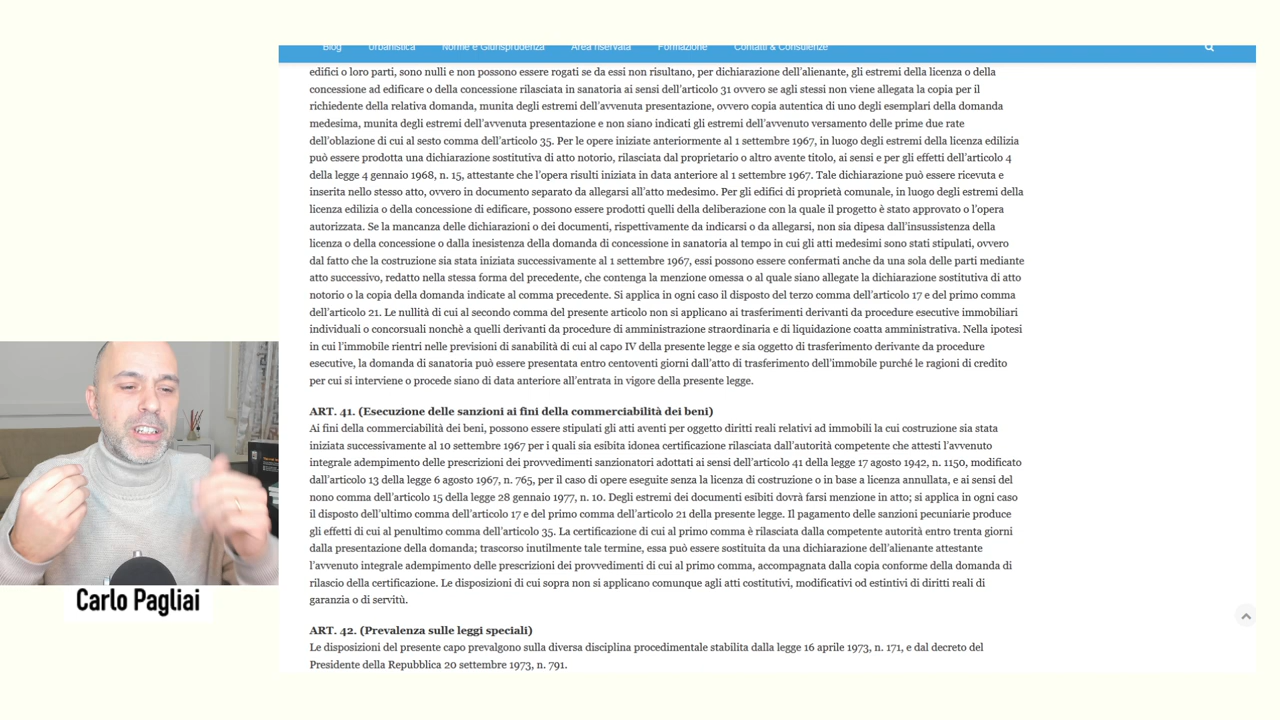 Blog Urbanistica Norme e Giurisprudenza Area riservata Formazione Contatti & Consulenze
edifici o loro parti, sono nulli e non possono essere rogati se da essi non risultano, per dichiarazione dell'alienante, gli estremi della licenza o della
concessione ad edificare o della concessione rilasciata in sanatoria ai sensi dell'articolo 31 ovvero se agli stessi non viene allegata la copia per il
richiedente della relativa domanda, munita degli estremi dell'avvenuta presentazione, ovvero copia autentica di uno degli esemplari della domanda
medesima, munita degli estremi dell'avvenuta presentazione e non siano indicati gli estremi dell'avvenuto versamento delle prime due rate
dell'oblazione di cui al sesto comma dell'articolo 35. Per le opere iniziate anteriormente al 1 settembre 1967, in luogo degli estremi della licenza edilizia
può essere prodotta una dichiarazione sostitutiva di atto notorio, rilasciata dal proprietario o altro avente titolo, ai sensi e per gli effetti dell'articolo 4
della legge 4 gennaio 1968, n. 15, attestante che l'opera risulti iniziata in data anteriore al 1 settembre 1967. Tale dichiarazione può essere ricevuta e
inserita nello stesso atto, ovvero in documento separato da allegarsi all'atto medesimo. Per gli edifici di proprietà comunale, in luogo degli estremi della
licenza edilizia o della concessione di edificare, possono essere prodotti quelli della deliberazione con la quale il progetto è stato approvato o l'opera
autorizzata. Se la mancanza delle dichiarazioni o dei documenti, rispettivamente da indicarsi o da allegarsi, non sia dipesa dall'insussistenza della
licenza o della concessione o dalla inesistenza della domanda di concessione in sanatoria al tempo in cui gli atti medesimi sono stati stipulati, ovvero
dal fatto che la costruzione sia stata iniziata successivamente al 1 settembre 1967, essi possono essere confermati anche da una sola delle parti mediante
atto successivo, redatto nella stessa forma del precedente, che contenga la menzione omessa o al quale siano allegate la dichiarazione sostitutiva di atto
notorio o la copia della domanda indicate al comma precedente. Si applica in ogni caso il disposto del terzo comma dell'articolo 17 e del primo comma
dell'articolo 21. Le nullità di cui al secondo comma del presente articolo non si applicano ai trasferimenti derivanti da procedure esecutive immobiliari
individuali o concorsuali nonchè a quelli derivanti da procedure di amministrazione straordinaria e di liquidazione coatta amministrativa. Nella ipotesi
in cui l'immobile rientri nelle previsioni di sanabilità di cui al capo IV della presente legge e sia oggetto di trasferimento derivante da procedure
esecutive, la domanda di sanatoria può essere presentata entro centoventi giorni dall'atto di trasferimento dell'immobile purché le ragioni di credito
per cui si interviene o procede siano di data anteriore all'entrata in vigore della presente legge.
ART. 41. (Esecuzione delle sanzioni ai fini della commerciabilità dei beni)
Ai fini della commerciabilità dei beni, possono essere stipulati gli atti aventi per oggetto diritti reali relativi ad immobili la cui costruzione sia stata
iniziata successivamente al 10 settembre 1967 per i quali sia esibita idonea certificazione rilasciata dall'autorità competente che attesti l'avvenuto
integrale adempimento delle prescrizioni dei provvedimenti sanzionatori adottati ai sensi dell'articolo 41 della legge 17 agosto 1942, n. 1150, modificato
dall'articolo 13 della legge 6 agosto 1967, n. 765, per il caso di opere eseguite senza la licenza di costruzione o in base a licenza annullata, e ai sensi del
nono comma dell'articolo 15 della legge 28 gennaio 1977, n. 10. Degli estremi dei documenti esibiti dovrà farsi menzione in atto; si applica in ogni caso
il disposto dell'ultimo comma dell'articolo 17 e del primo comma dell'articolo 21 della presente legge. Il pagamento delle sanzioni pecuniarie produce
gli effetti di cui al penultimo comma dell'articolo 35. La certificazione di cui al primo comma è rilasciata dalla competente autorità entro trenta giorni
dalla presentazione della domanda; trascorso inutilmente tale termine, essa può essere sostituita da una dichiarazione dell'alienante attestante
l'avvenuto integrale adempimento delle prescrizioni dei provvedimenti di cui al primo comma, accompagnata dalla copia conforme della domanda di
rilascio della certificazione. Le disposizioni di cui sopra non si applicano comunque agli atti costitutivi, modificativi od estintivi di diritti reali di
garanzia o di servitù.
ART. 42. (Prevalenza sulle leggi speciali)
Le disposizioni del presente capo prevalgono sulla diversa disciplina procedimentale stabilita dalla legge 16 aprile 1973, n. 171, e dal decreto del
Presidente della Repubblica 20 settembre 1973, n. 791.
Carlo Pagliai